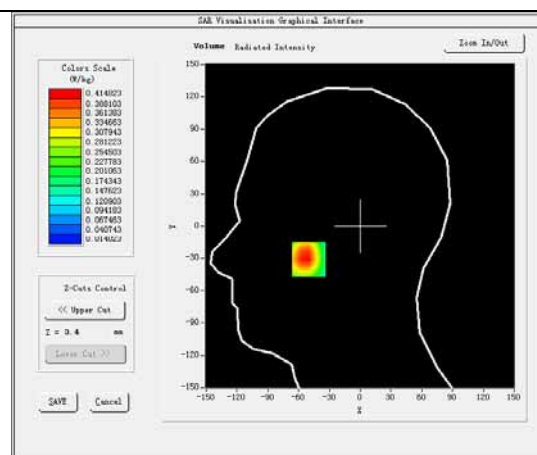 SAR Visualisation Graphical Interface
Volume Radiated Intensity
Zoom In/Out
Colors Scale
(W/kg)
0.414823
0.388103
0.361383
0.334663
0.307943
0.281223
0.254503
0.227783
0.201063
0.174343
0.147623
0.120903
0.094183
0.067463
0.040743
0.014023
Z-Cuts Control
<< Upper Cut
Z = 3.4 mm
Lower Cut >>
SAVE Cancel
150
120
90
60
30
0
-30
-60
-90
-120
-150
Y
-150 -120 -90 -60 -30 0 30 60 90 120 150
X